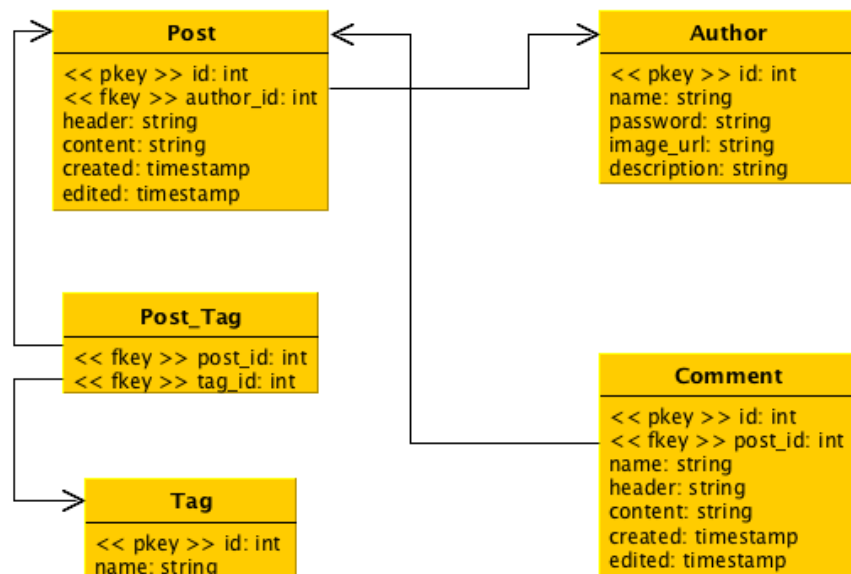 Post
<< pkey >> id: int
<< fkey >> author_id: int
header: string
content: string
created: timestamp
edited: timestamp
Author
<< pkey >> id: int
name: string
password: string
image_url: string
description: string
Post_Tag
<< fkey >> post_id: int
<< fkey >> tag_id: int
Comment
<< pkey >> id: int
<< fkey >> post_id: int
name: string
header: string
content: string
created: timestamp
edited: timestamp
Tag
<< pkey >> id: int
name: string